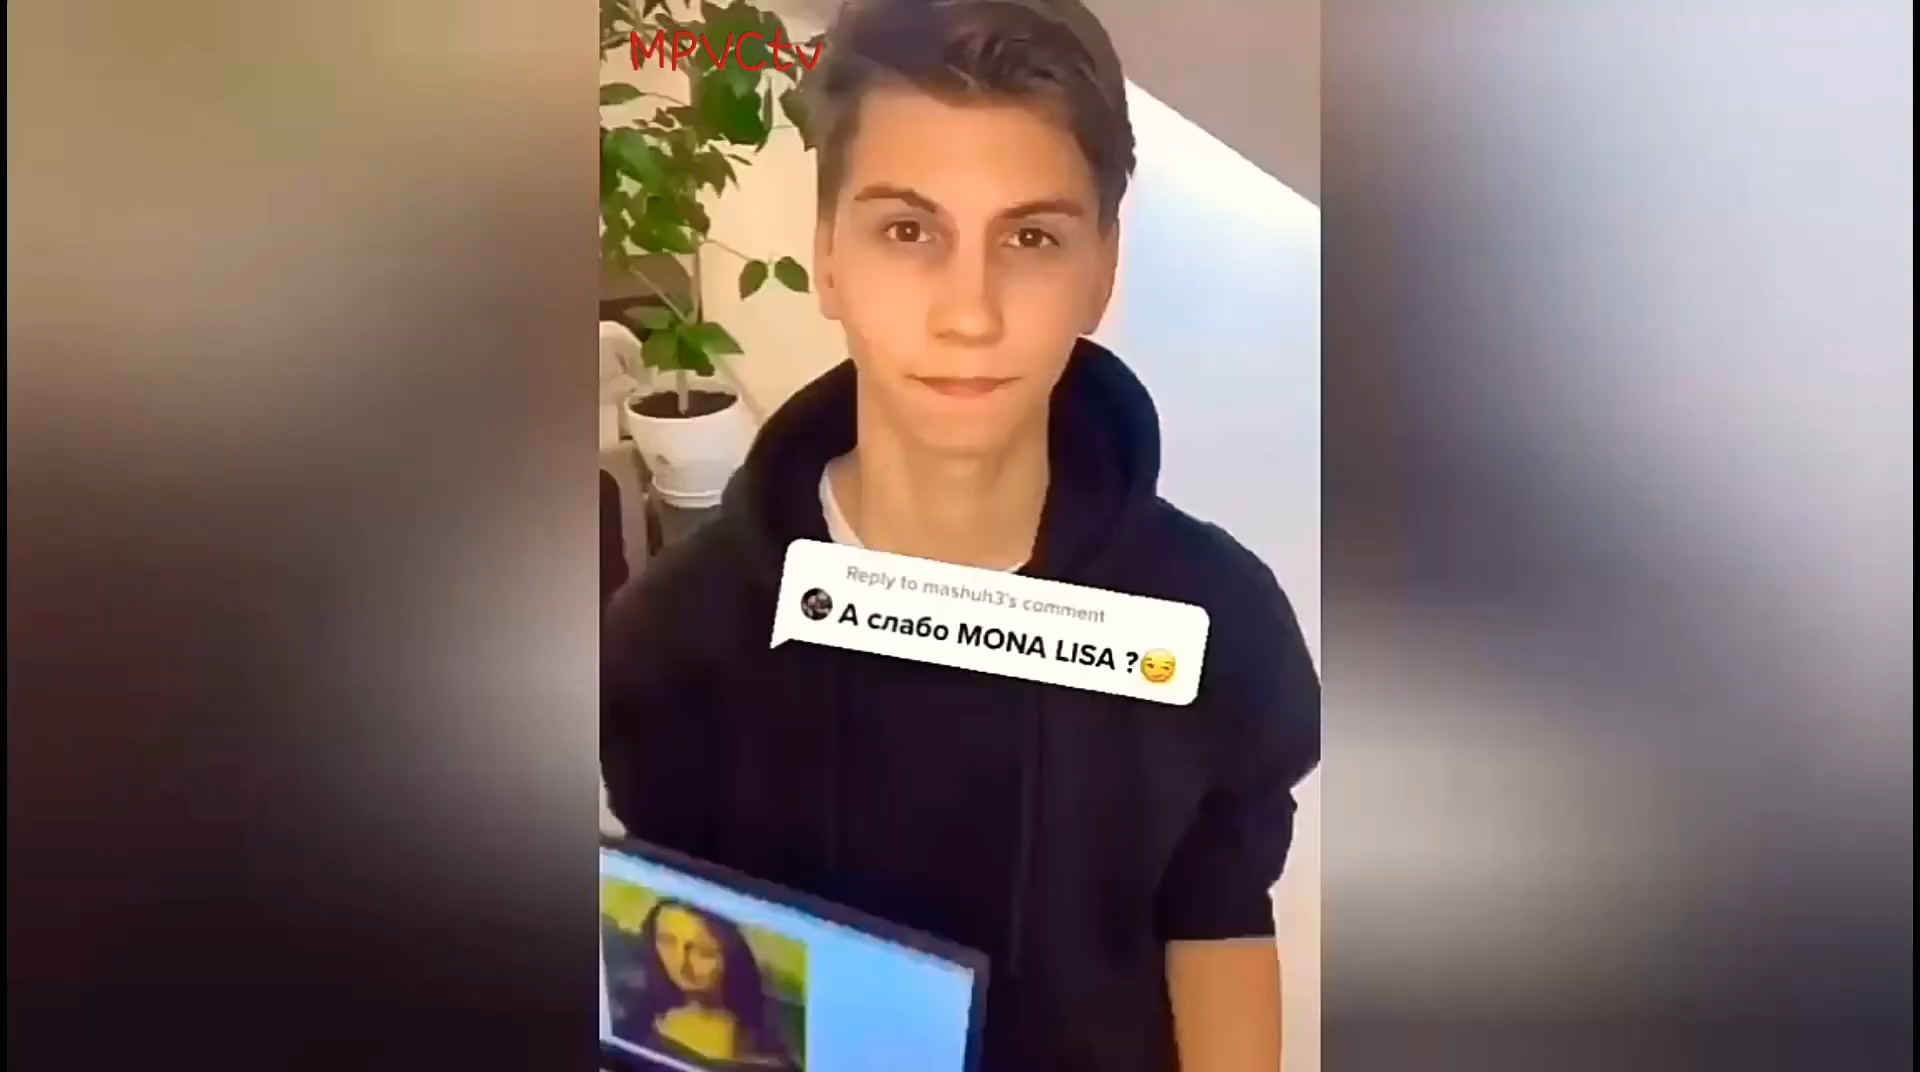 MPVCtv
Reply to mashuh3's comment
А слабо MONA LISA ?😏